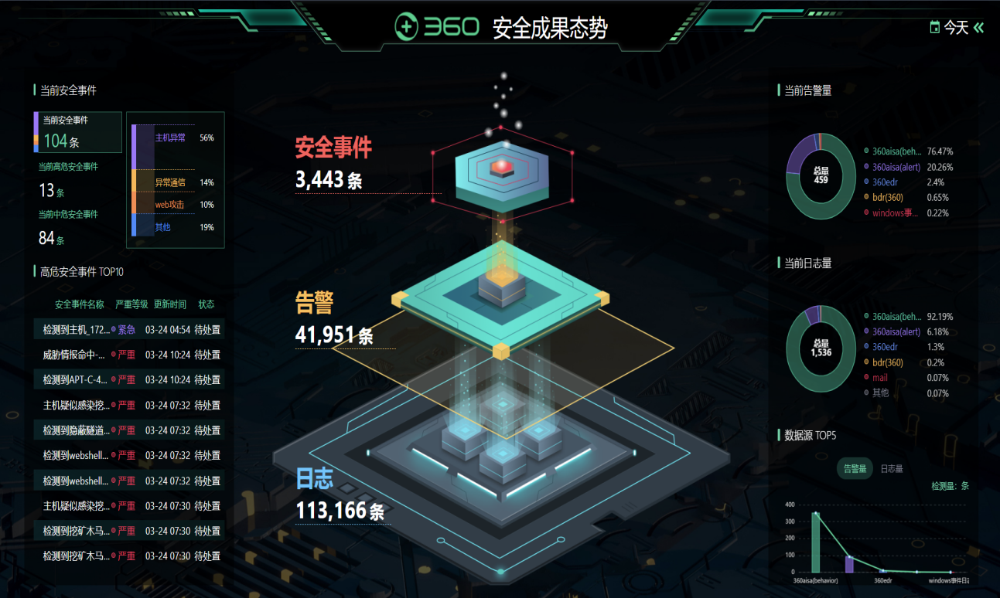 360 安全成果态势
今天
当前安全事件
当前安全事件
104 条
当前高危安全事件
13 条
当前中危安全事件
84 条
主机异常 56%
异常通信 14%
web攻击 10%
其他 19%
高危安全事件 TOP10
安全事件名称 严重等级 更新时间 状态
检测到主机_172... 紧急 03-24 04:54 待处置
威胁情报命中-... 严重 03-24 10:24 待处置
检测到APT-C-4... 严重 03-24 10:24 待处置
主机疑似感染挖... 严重 03-24 07:32 待处置
检测到隐蔽隧道... 严重 03-24 07:32 待处置
检测到webshell... 严重 03-24 07:32 待处置
检测到webshell... 严重 03-24 07:32 待处置
主机疑似感染挖... 严重 03-24 07:30 待处置
检测到挖矿木马... 严重 03-24 07:30 待处置
检测到挖矿木马... 严重 03-24 07:30 待处置
安全事件
3,443 条
告警
41,951 条
日志
113,166 条
当前告警量
总量
459
360aisa(beh... 76.47%
360aisa(alert) 20.26%
360edr 2.4%
bdr(360) 0.65%
windows事... 0.22%
当前日志量
总量
1,536
360aisa(beh... 92.19%
360aisa(alert) 6.18%
360edr 1.3%
bdr(360) 0.2%
mail 0.07%
其他 0.07%
数据源 TOP5
告警量 日志量
检测量：条
400
300
200
100
0
360aisa(behavior) 360edr windows事件日志